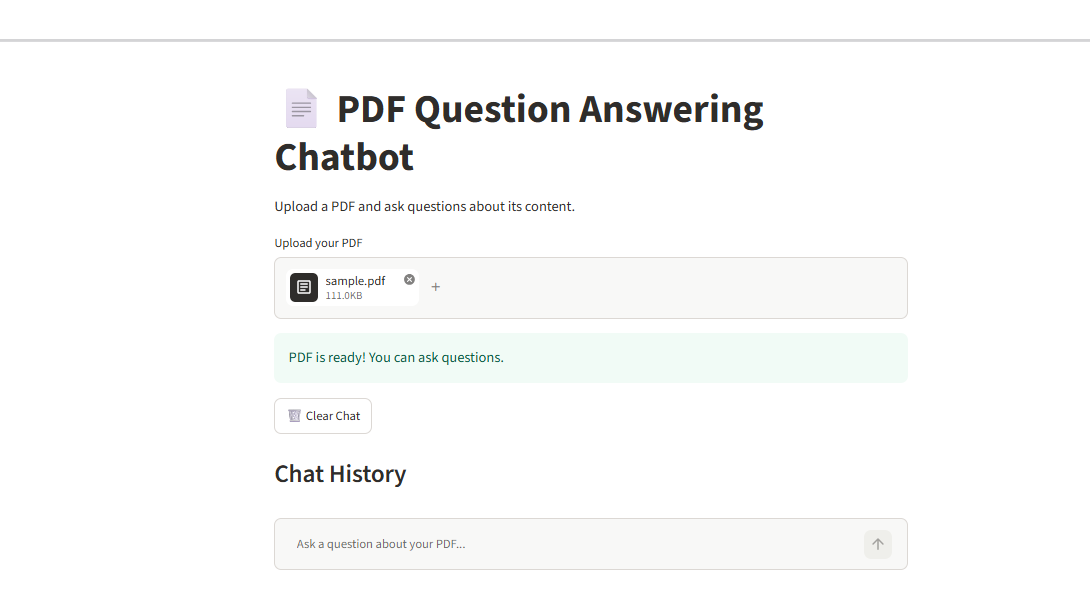 PDF Question Answering
Chatbot
Upload a PDF and ask questions about its content.
Upload your PDF
sample.pdf
111.0KB
+
PDF is ready! You can ask questions.
Clear Chat
Chat History
Ask a question about your PDF...